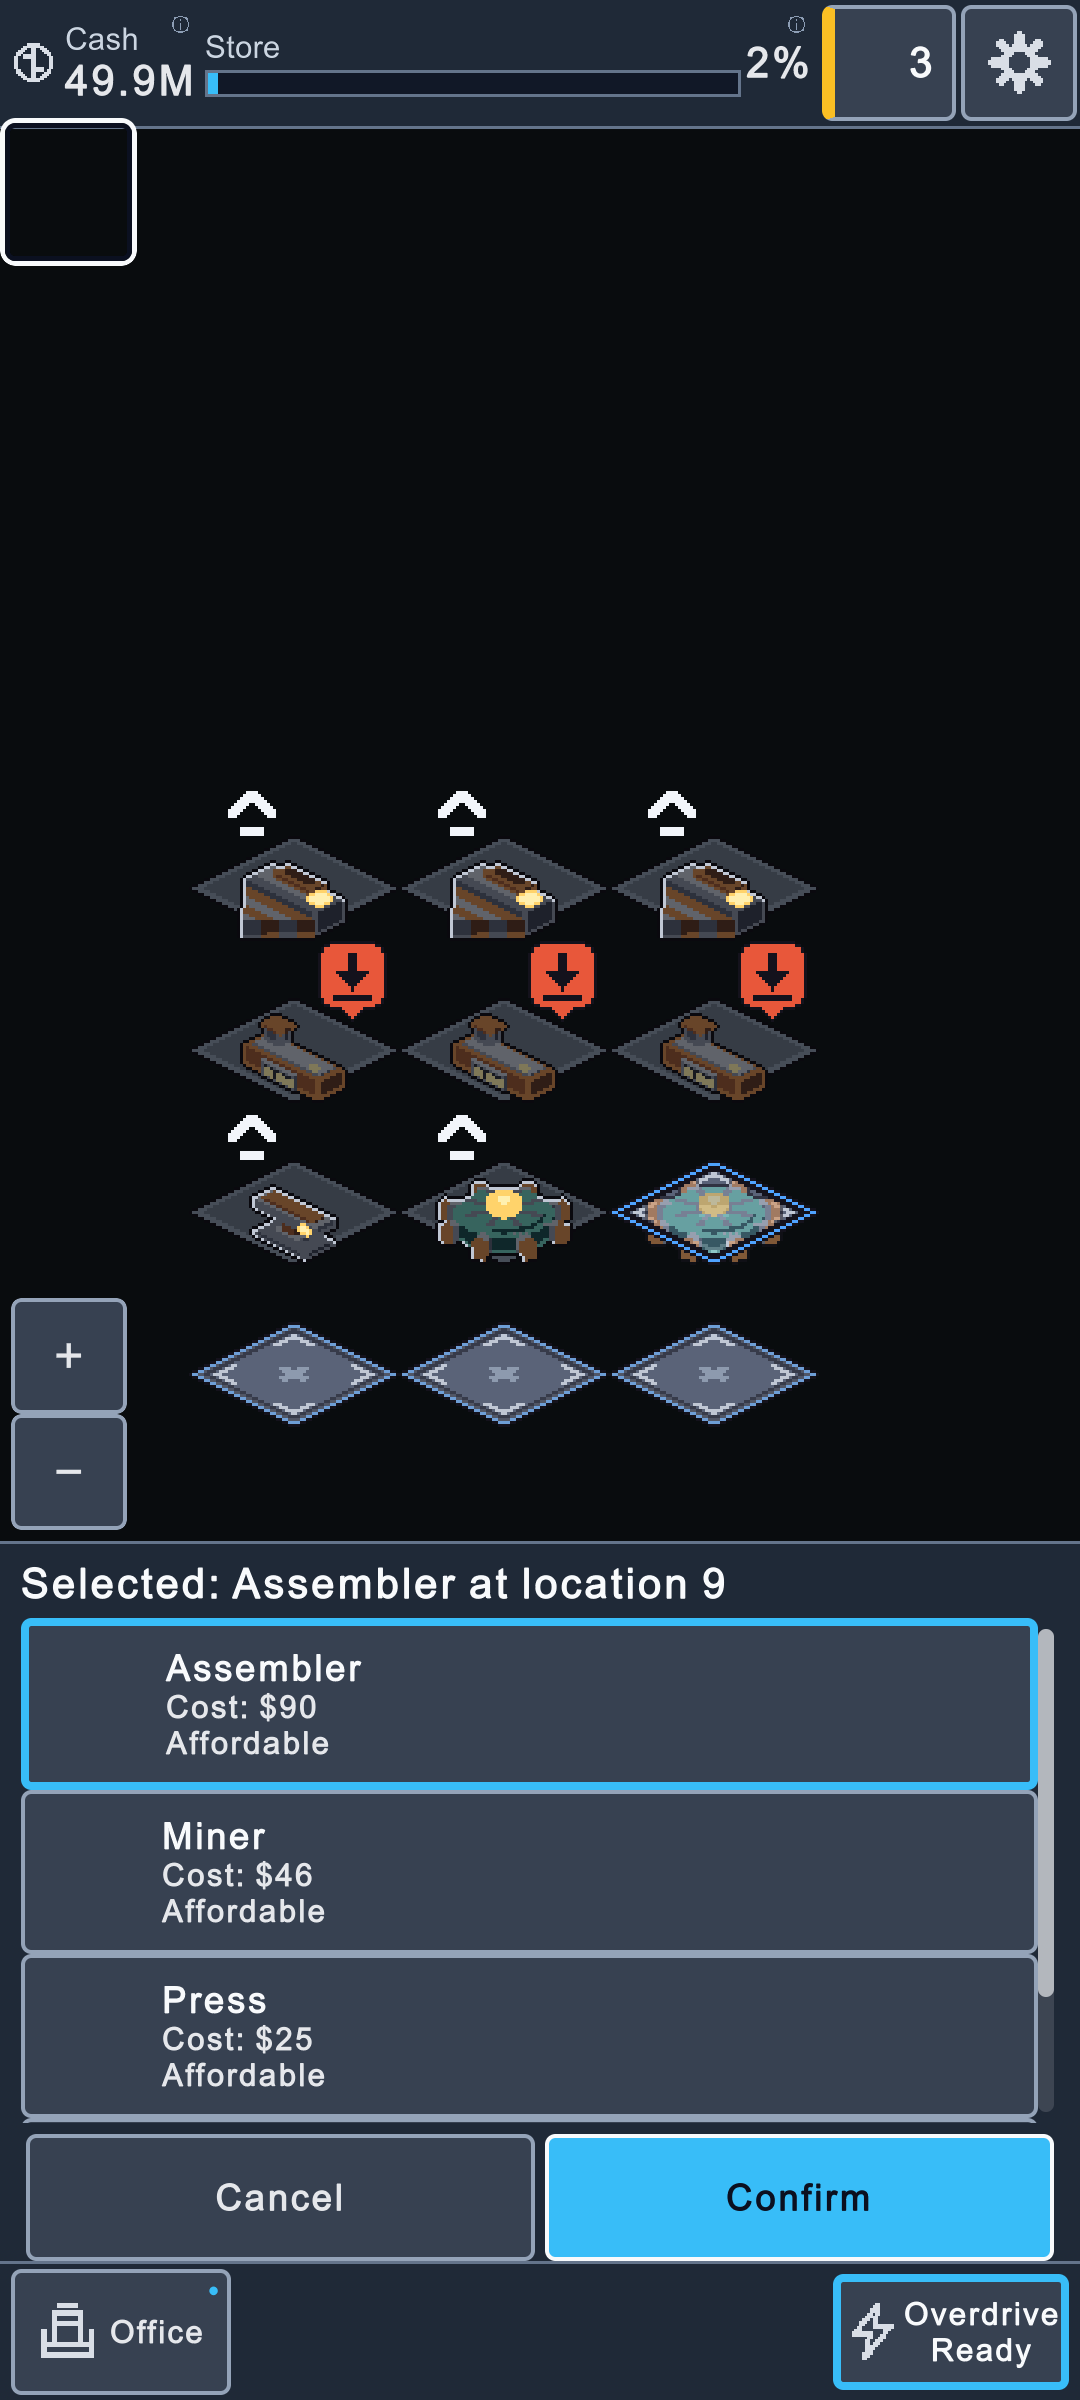 Cash
49.9M
Store
2%
3
+
−
Selected: Assembler at location 9
Assembler
Cost: $90
Affordable
Miner
Cost: $46
Affordable
Press
Cost: $25
Affordable
Cancel
Confirm
Office
Overdrive
Ready